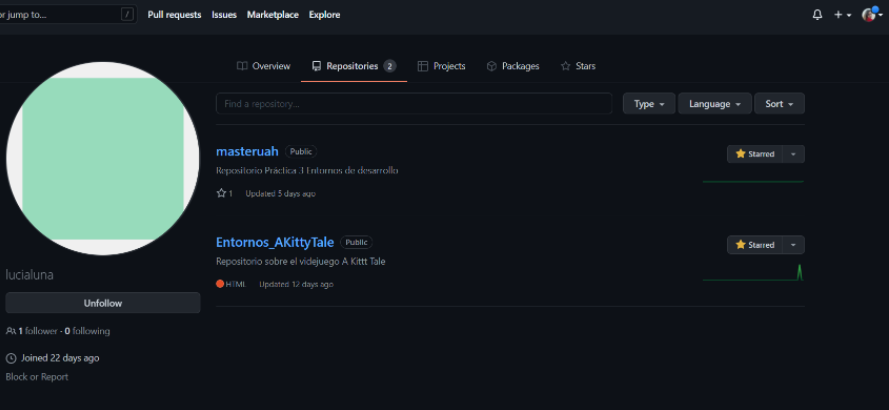 or jump to... /
Pull requests Issues Marketplace Explore
Overview Repositories 2 Projects Packages Stars
Find a repository...
Type Language Sort
masteruah Public
Starred
Repositorio Práctica 3 Entornos de desarrollo
1 Updated 3 days ago
Entornos_AKittyTale Public
Starred
Repositorio sobre el videjuego A Kittt Tale
HTML Updated 12 days ago
lucialuna
Unfollow
1 follower · 0 following
Joined 22 days ago
Block or Report